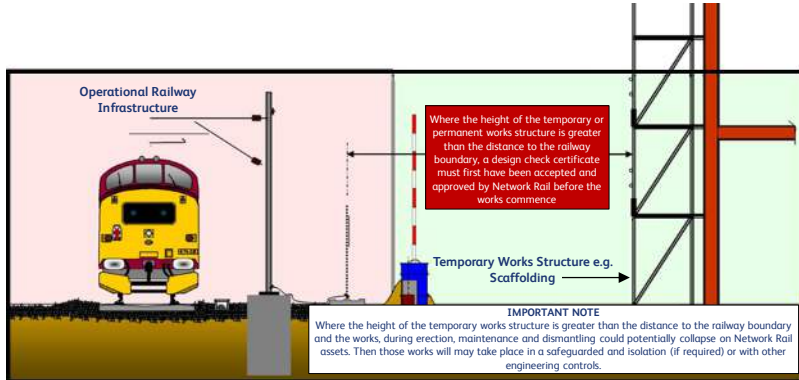 Operational Railway
Infrastructure
Where the height of the temporary or
permanent works structure is greater
than the distance to the railway
boundary, a design check certificate
must first have been accepted and
approved by Network Rail before the
works commence
Temporary Works Structure e.g.
Scaffolding
IMPORTANT NOTE
Where the height of the temporary works structure is greater than the distance to the railway boundary
and the works, during erection, maintenance and dismantling could potentially collapse on Network Rail
assets. Then those works will may take place in a safeguarded and isolation (if required) or with other
engineering controls.